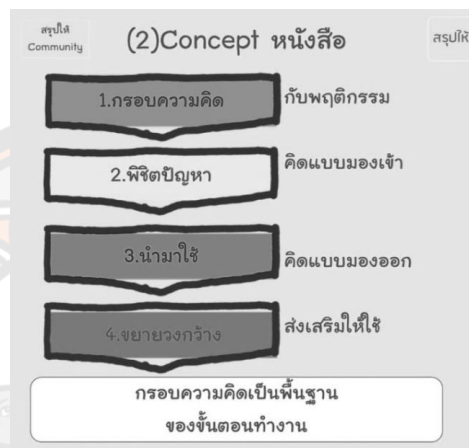 สรุปให้
Community
(2)Concept หนังสือ
สรุปให้
1.กรอบความคิด
กับพฤติกรรม
2.พิชิตปัญหา
คิดแบบมองเข้า
3.นำมาใช้
คิดแบบมองออก
4.ขยายวงกว้าง
ส่งเสริมให้ใช้
กรอบความคิดเป็นพื้นฐาน
ของขั้นตอนทำงาน